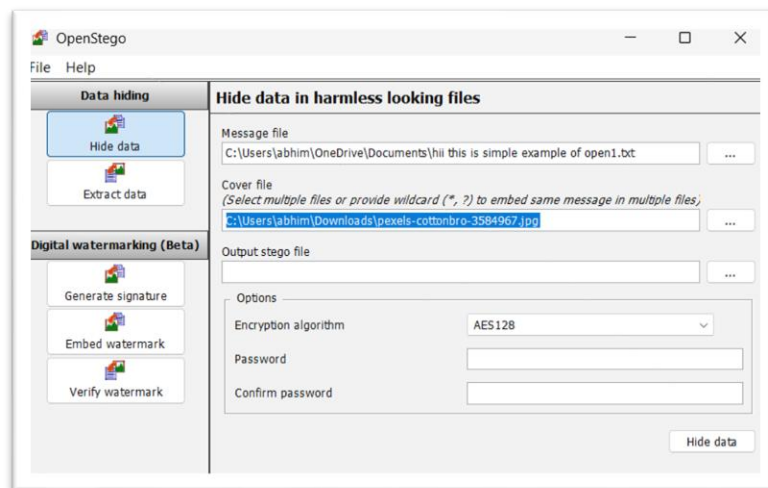 OpenStego
File Help
Data hiding
Hide data
Extract data
Digital watermarking (Beta)
Generate signature
Embed watermark
Verify watermark
Hide data in harmless looking files
Message file
C:\Users\abhim\OneDrive\Documents\hii this is simple example of open1.txt
...
Cover file
(Select multiple files or provide wildcard (*, ?) to embed same message in multiple files)
C:\Users\abhim\Downloads\pexels-cottonbro-3584967.jpg
...
Output stego file
...
Options
Encryption algorithm AES128
Password
Confirm password
Hide data